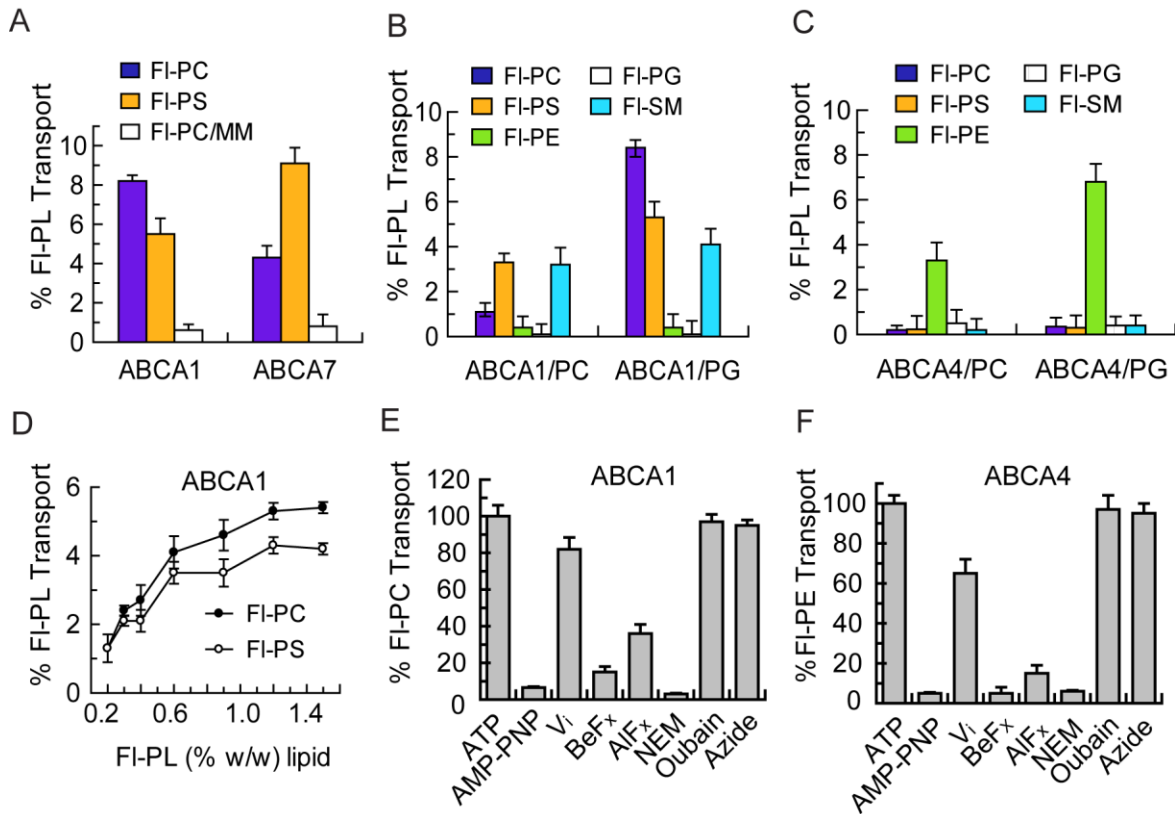 A
Fl-PC
Fl-PS
Fl-PC/MM
% Fl-PL Transport
10
8
6
4
2
0
ABCA1 ABCA7
B
Fl-PC Fl-PG
Fl-PS Fl-SM
Fl-PE
% Fl-PL Transport
10
8
6
4
2
0
ABCA1/PC ABCA1/PG
C
Fl-PC Fl-PG
Fl-PS Fl-SM
Fl-PE
% Fl-PL Transport
10
8
6
4
2
0
ABCA4/PC ABCA4/PG
D
ABCA1
% Fl-PL Transport
6
4
2
0
Fl-PC
Fl-PS
0.2 0.6 1.0 1.4
Fl-PL (% w/w) lipid
E
ABCA1
% Fl-PC Transport
120
100
80
60
40
20
0
ATP
AMP-PNP
Vi
BeFx
AlFx
NEM
Oubain
Azide
F
ABCA4
%Fl-PE Transport
100
80
60
40
20
0
ATP
AMP-PNP
Vi
BeFx
AlFx
NEM
Oubain
Azide